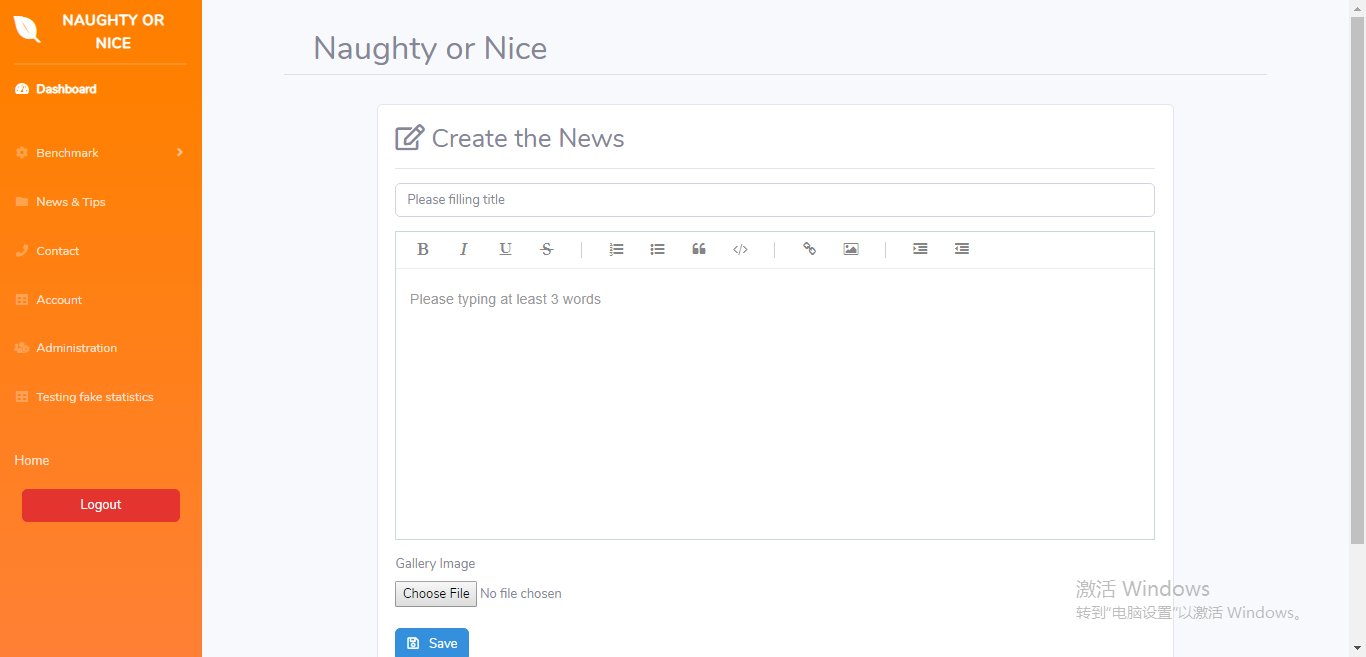 NAUGHTY OR
NICE
Dashboard
Benchmark
News & Tips
Contact
Account
Administration
Testing fake statistics
Home
Logout
Naughty or Nice
Create the News
Please filling title
B I U S
Please typing at least 3 words
Gallery Image
Choose File No file chosen
Save
激活 Windows
转到"电脑设置"以激活 Windows。